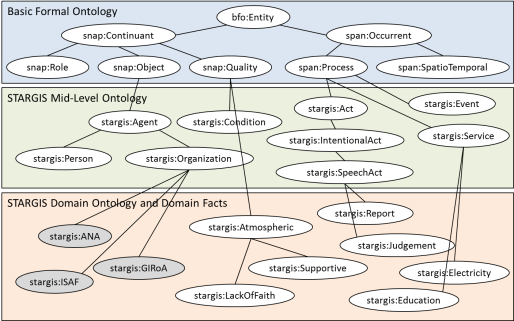 Basic Formal Ontology
bfo:Entity
snap:Continuant
span:Occurrent
snap:Role
snap:Object
snap:Quality
span:Process
span:SpatioTemporal
STARGIS Mid-Level Ontology
stargis:Act
stargis:Event
stargis:Agent
stargis:Condition
stargis:Service
stargis:IntentionalAct
stargis:Person
stargis:Organization
stargis:SpeechAct
STARGIS Domain Ontology and Domain Facts
stargis:Report
stargis:ANA
stargis:Atmospheric
stargis:Judgement
stargis:GIRoA
stargis:Supportive
stargis:Electricity
stargis:ISAF
stargis:LackOfFaith
stargis:Education